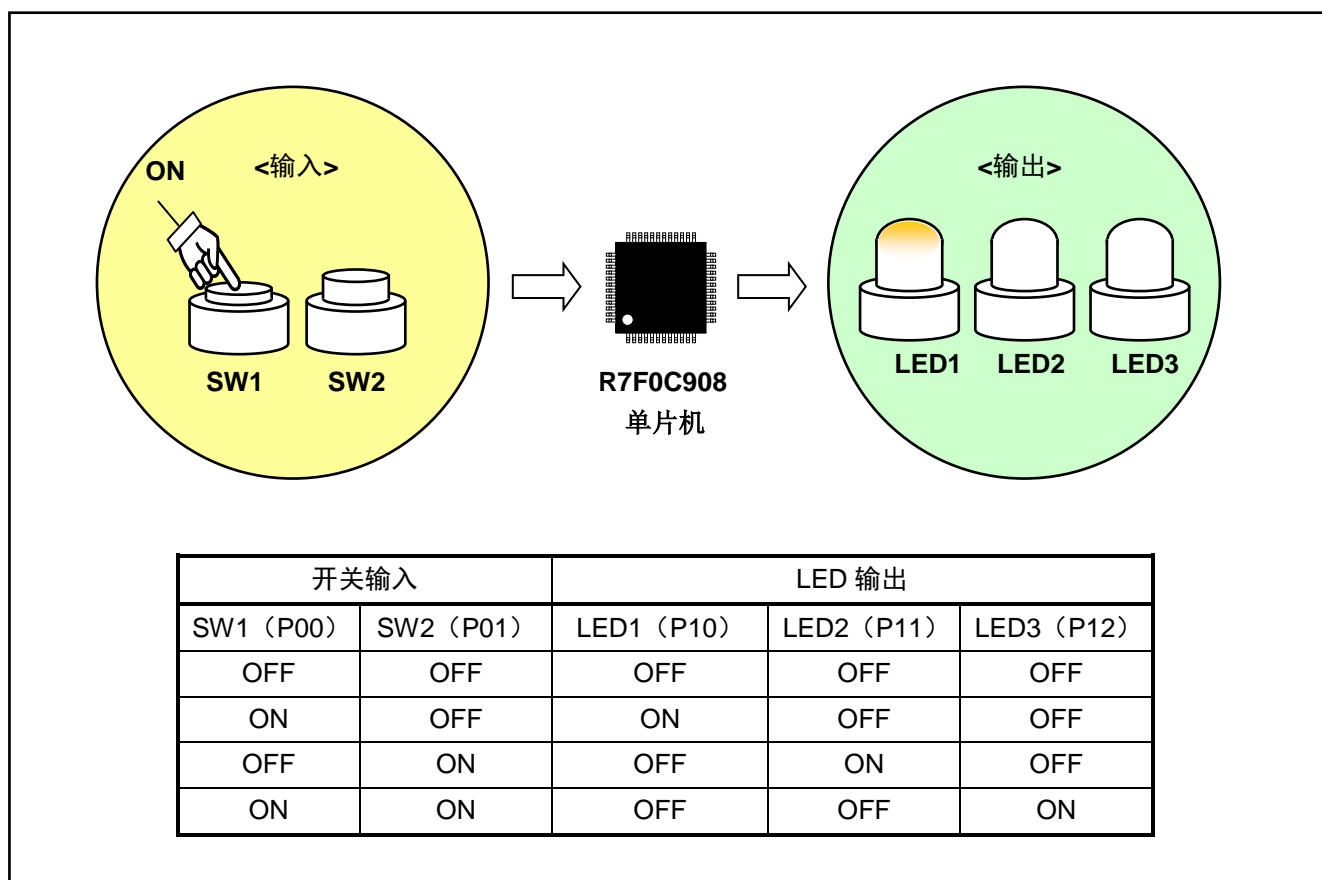 ON <输入>
<输出>
SW1 SW2
LED1 LED2 LED3
R7F0C908
单片机
开关输入 LED 输出
SW1（P00） SW2（P01） LED1（P10） LED2（P11） LED3（P12）
OFF OFF OFF OFF OFF
ON OFF ON OFF OFF
OFF ON OFF ON OFF
ON ON OFF OFF ON